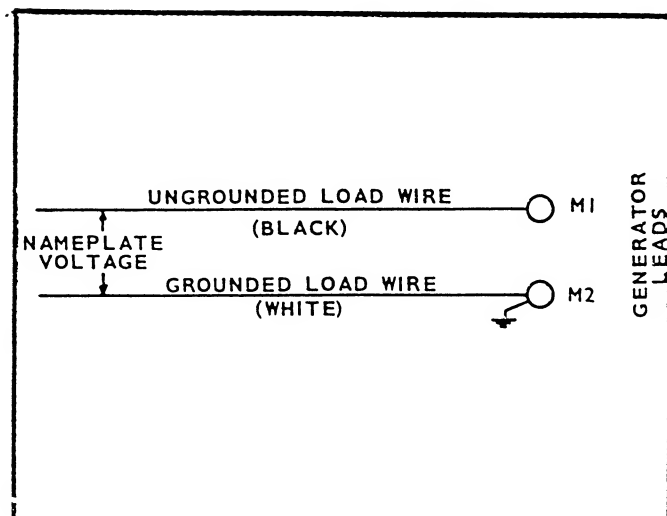 UNGROUNDED LOAD WIRE
(BLACK)
M1
NAMEPLATE
VOLTAGE
GROUNDED LOAD WIRE
(WHITE)
M2
GENERATOR
LEADS